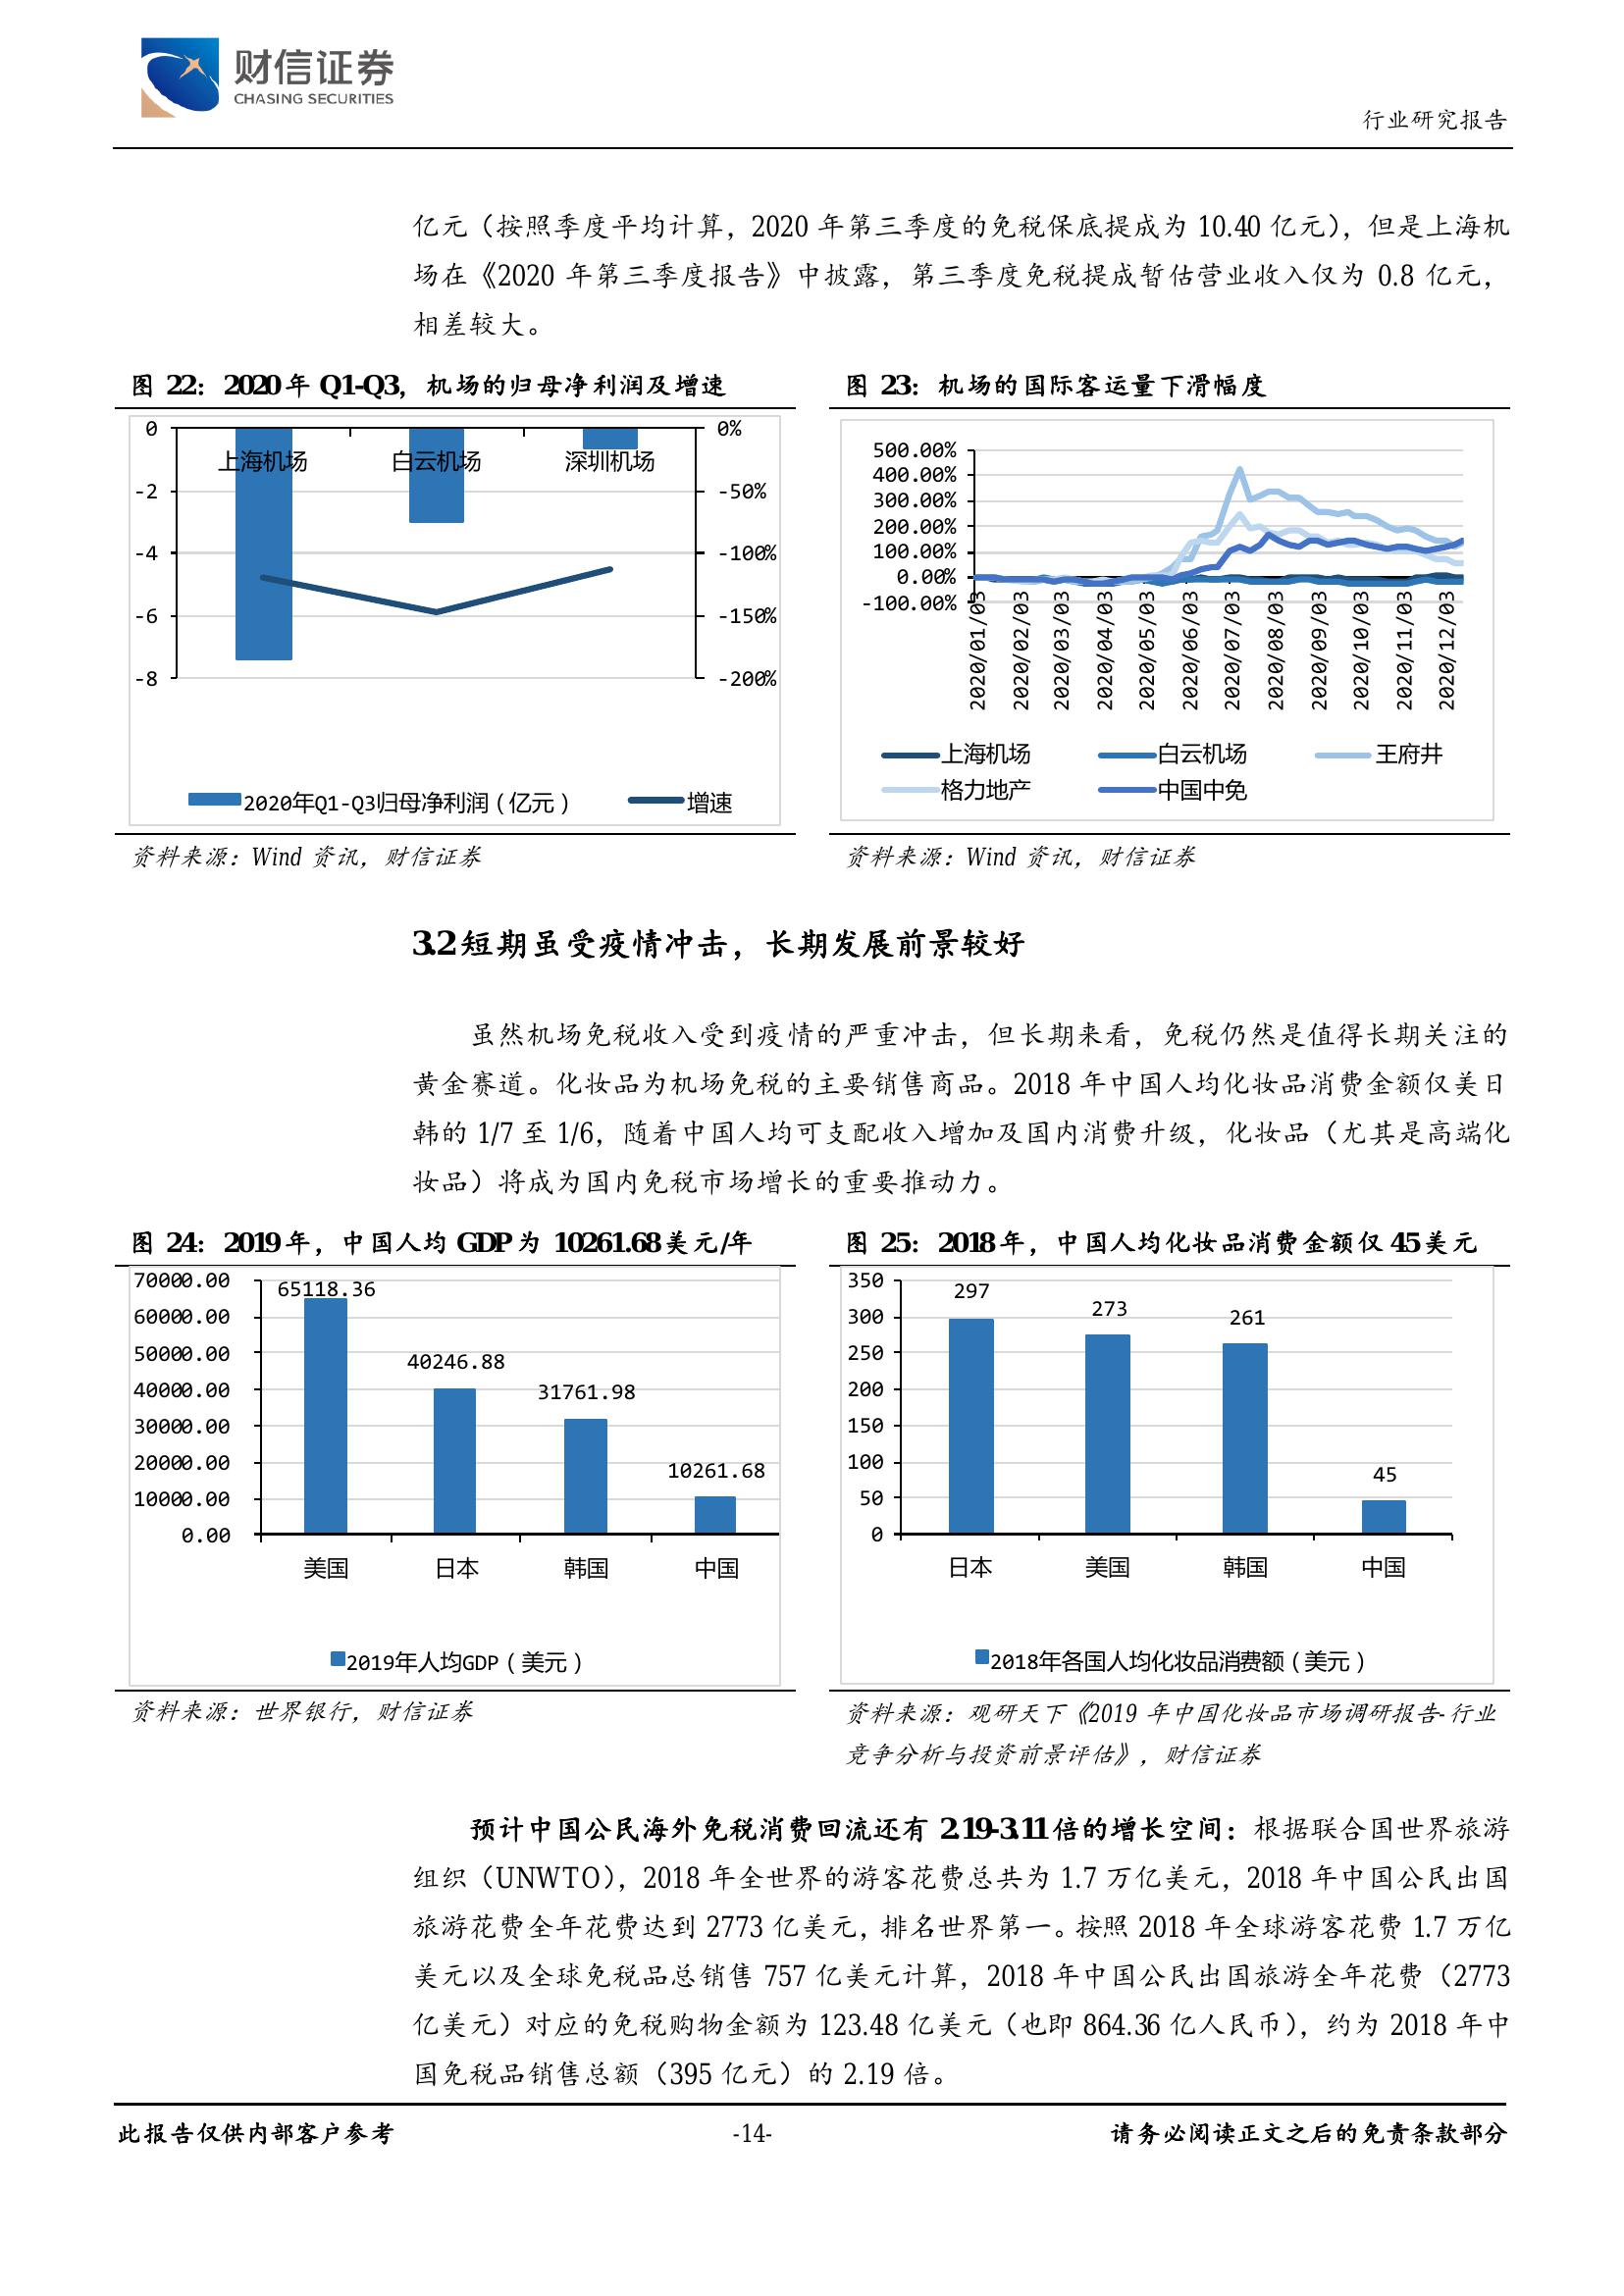 财信证券
CHASING SECURITIES
行业研究报告
亿元（按照季度平均计算，2020 年第三季度的免税保底提成为 10.40 亿元），但是上海机
场在《2020 年第三季度报告》中披露，第三季度免税提成暂估营业收入仅为 0.8 亿元，
相差较大。
图 22：2020 年 Q1-Q3，机场的归母净利润及增速
0
-2
-4
-6
-8
上海机场 白云机场 深圳机场
0%
-50%
-100%
-150%
-200%
2020年Q1-Q3归母净利润（亿元） 增速
资料来源：Wind 资讯，财信证券
图 23：机场的国际客运量下滑幅度
500.00%
400.00%
300.00%
200.00%
100.00%
0.00%
-100.00%
2020/01/03
2020/02/03
2020/03/03
2020/04/03
2020/05/03
2020/06/03
2020/07/03
2020/08/03
2020/09/03
2020/10/03
2020/11/03
2020/12/03
上海机场 白云机场 王府井
格力地产 中国中免
资料来源：Wind 资讯，财信证券
3.2 短期虽受疫情冲击，长期发展前景较好
虽然机场免税收入受到疫情的严重冲击，但长期来看，免税仍然是值得长期关注的
黄金赛道。化妆品为机场免税的主要销售商品。2018 年中国人均化妆品消费金额仅美日
韩的 1/7 至 1/6，随着中国人均可支配收入增加及国内消费升级，化妆品（尤其是高端化
妆品）将成为国内免税市场增长的重要推动力。
图 24：2019 年，中国人均 GDP 为 10261.68 美元/年
70000.00
60000.00
50000.00
40000.00
30000.00
20000.00
10000.00
0.00
65118.36
40246.88
31761.98
10261.68
美国 日本 韩国 中国
2019年人均GDP（美元）
资料来源：世界银行，财信证券
图 25：2018 年，中国人均化妆品消费金额仅 45 美元
350
300
250
200
150
100
50
0
297
273
261
45
日本 美国 韩国 中国
2018年各国人均化妆品消费额（美元）
资料来源：观研天下《2019 年中国化妆品市场调研报告-行业
竞争分析与投资前景评估》，财信证券
预计中国公民海外免税消费回流还有 2.19-3.11 倍的增长空间：根据联合国世界旅游
组织（UNWTO），2018 年全世界的游客花费总共为 1.7 万亿美元，2018 年中国公民出国
旅游花费全年花费达到 2773 亿美元，排名世界第一。按照 2018 年全球游客花费 1.7 万亿
美元以及全球免税品总销售 757 亿美元计算，2018 年中国公民出国旅游全年花费（2773
亿美元）对应的免税购物金额为 123.48 亿美元（也即 864.36 亿人民币），约为 2018 年中
国免税品销售总额（395 亿元）的 2.19 倍。
此报告仅供内部客户参考 -14- 请务必阅读正文之后的免责条款部分